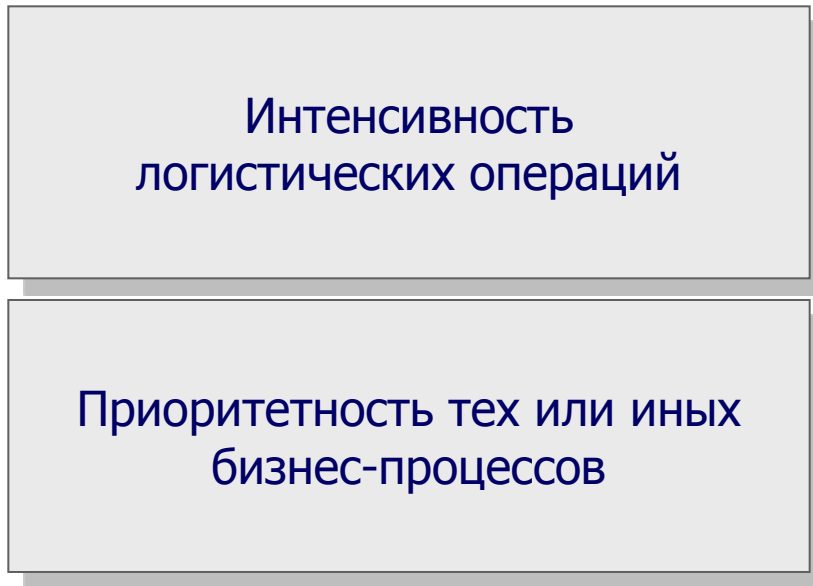 Интенсивность
логистических операций
Приоритетность тех или иных
бизнес-процессов